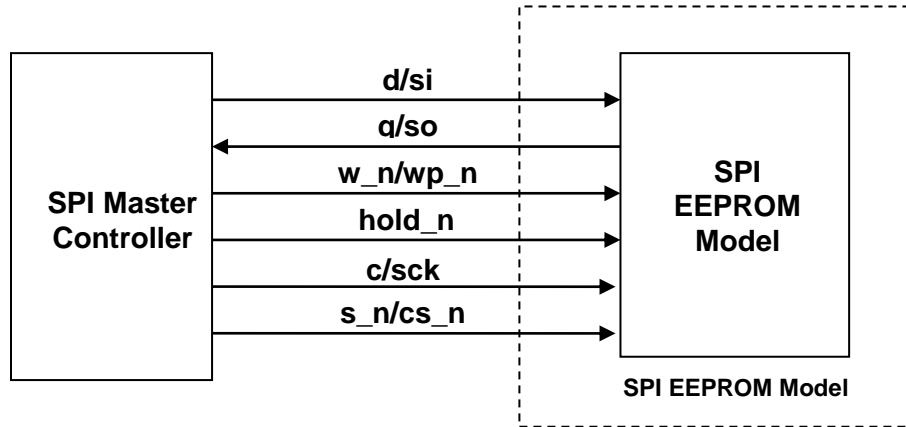 d/si
q/so
w_n/wp_n
hold_n
c/sck
s_n/cs_n
SPI Master
Controller
SPI
EEPROM
Model
SPI EEPROM Model